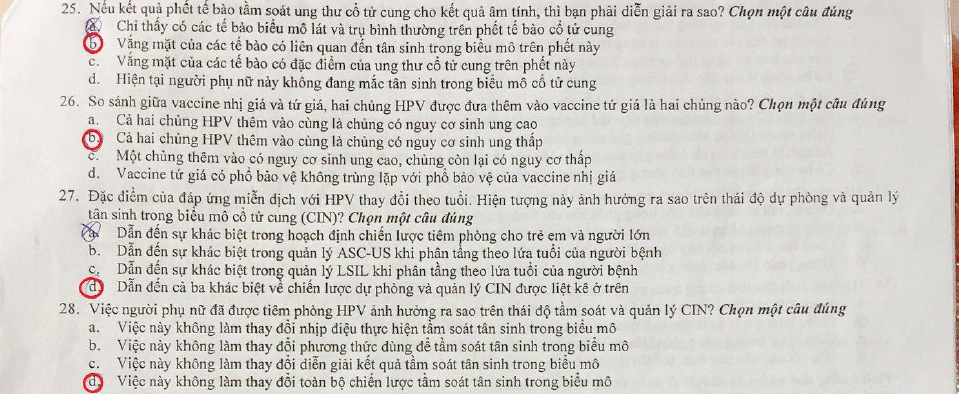 25. Nếu kết quả phết tế bào tầm soát ung thư cổ tử cung cho kết quả âm tính, thì bạn phải diễn giải ra sao? Chọn một câu đúng
a. Chỉ thấy có các tế bào biểu mô lát và trụ bình thường trên phết tế bào cổ tử cung
b. Vắng mặt của các tế bào có liên quan đến tân sinh trong biểu mô trên phết này
c. Vắng mặt của các tế bào có đặc điểm của ung thư cổ tử cung trên phết này
d. Hiện tại người phụ nữ này không đang mắc tân sinh trong biểu mô cổ tử cung
26. So sánh giữa vaccine nhị giá và tứ giá, hai chủng HPV được đưa thêm vào vaccine tứ giá là hai chủng nào? Chọn một câu đúng
a. Cả hai chủng HPV thêm vào cùng là chủng có nguy cơ sinh ung cao
b. Cả hai chủng HPV thêm vào cùng là chủng có nguy cơ sinh ung thấp
c. Một chủng thêm vào có nguy cơ sinh ung cao, chủng còn lại có nguy cơ thấp
d. Vaccine tứ giá có phổ bảo vệ không trùng lặp với phổ bảo vệ của vaccine nhị giá
27. Đặc điểm của đáp ứng miễn dịch với HPV thay đổi theo tuổi. Hiện tượng này ảnh hưởng ra sao trên thái độ dự phòng và quản lý
tân sinh trong biểu mô cổ tử cung (CIN)? Chọn một câu đúng
a. Dẫn đến sự khác biệt trong hoạch định chiến lược tiêm phòng cho trẻ em và người lớn
b. Dẫn đến sự khác biệt trong quản lý ASC-US khi phân tầng theo lứa tuổi của người bệnh
c. Dẫn đến sự khác biệt trong quản lý LSIL khi phân tầng theo lứa tuổi của người bệnh
d. Dẫn đến cả ba khác biệt về chiến lược dự phòng và quản lý CIN được liệt kê ở trên
28. Việc người phụ nữ đã được tiêm phòng HPV ảnh hưởng ra sao trên thái độ tầm soát và quản lý CIN? Chọn một câu đúng
a. Việc này không làm thay đổi nhịp điệu thực hiện tầm soát tân sinh trong biểu mô
b. Việc này không làm thay đổi phương thức dùng để tầm soát tân sinh trong biểu mô
c. Việc này không làm thay đổi diễn giải kết quả tầm soát tân sinh trong biểu mô
d. Việc này không làm thay đổi toàn bộ chiến lược tầm soát tân sinh trong biểu mô